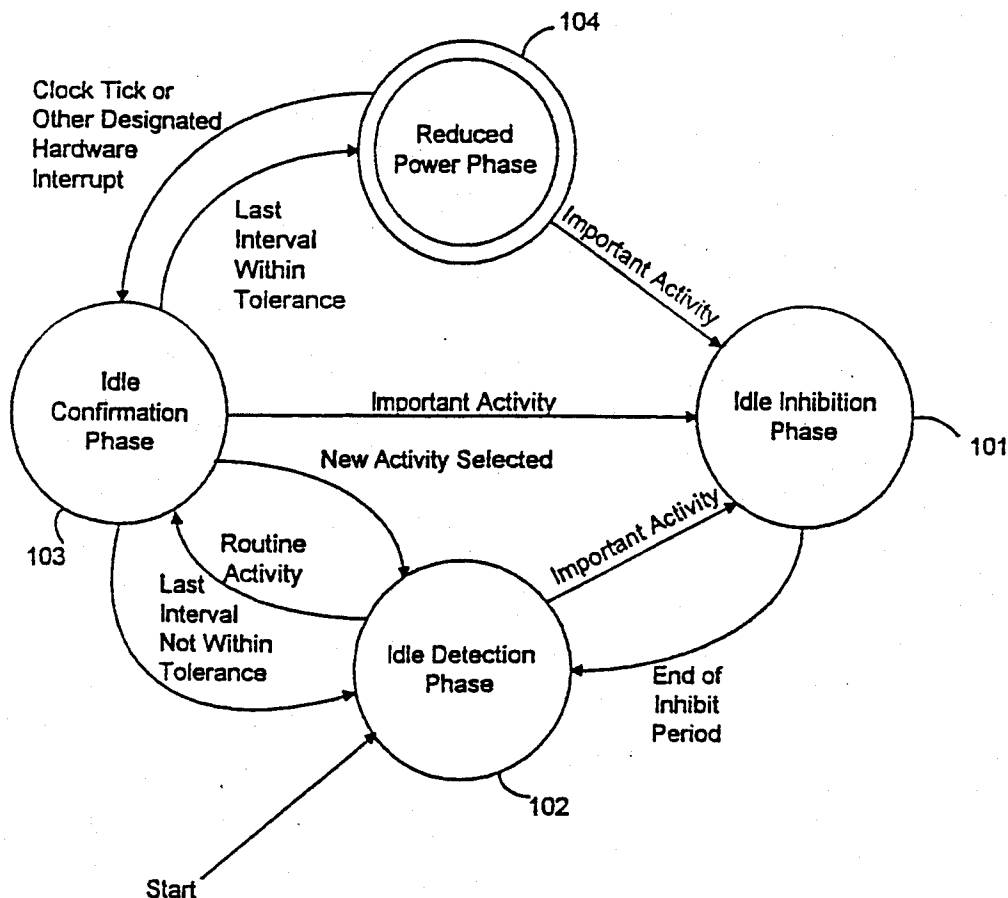 104
Clock Tick or
Other Designated
Hardware
Interrupt
Reduced
Power Phase
Last
Interval
Within
Tolerance
Important Activity
Idle
Confirmation
Phase
Important Activity
Idle Inhibition
Phase
101
New Activity Selected
103
Routine
Activity
Important Activity
Last
Interval
Not Within
Tolerance
Idle Detection
Phase
End of
Inhibit
Period
102
Start